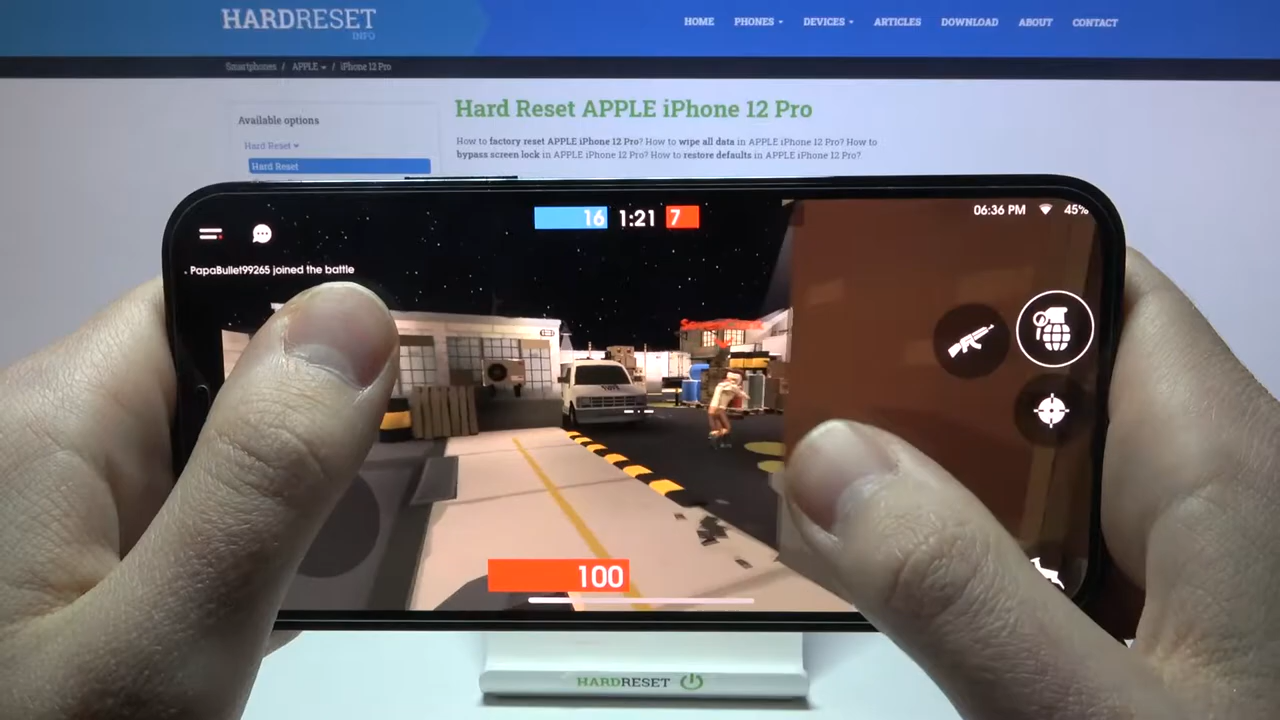 HARDRESET
INFO
HOME PHONES DEVICES ARTICLES DOWNLOAD ABOUT CONTACT
Smartphones / APPLE / iPhone 12 Pro
Available options
Hard Reset
Hard Reset
Hard Reset APPLE iPhone 12 Pro
How to factory reset APPLE iPhone 12 Pro? How to wipe all data in APPLE iPhone 12 Pro? How to
bypass screen lock in APPLE iPhone 12 Pro? How to restore defaults in APPLE iPhone 12 Pro?
16 1:21 7
06:36 PM 45%
PapaBullet99265 joined the battle
100
HARDRESET